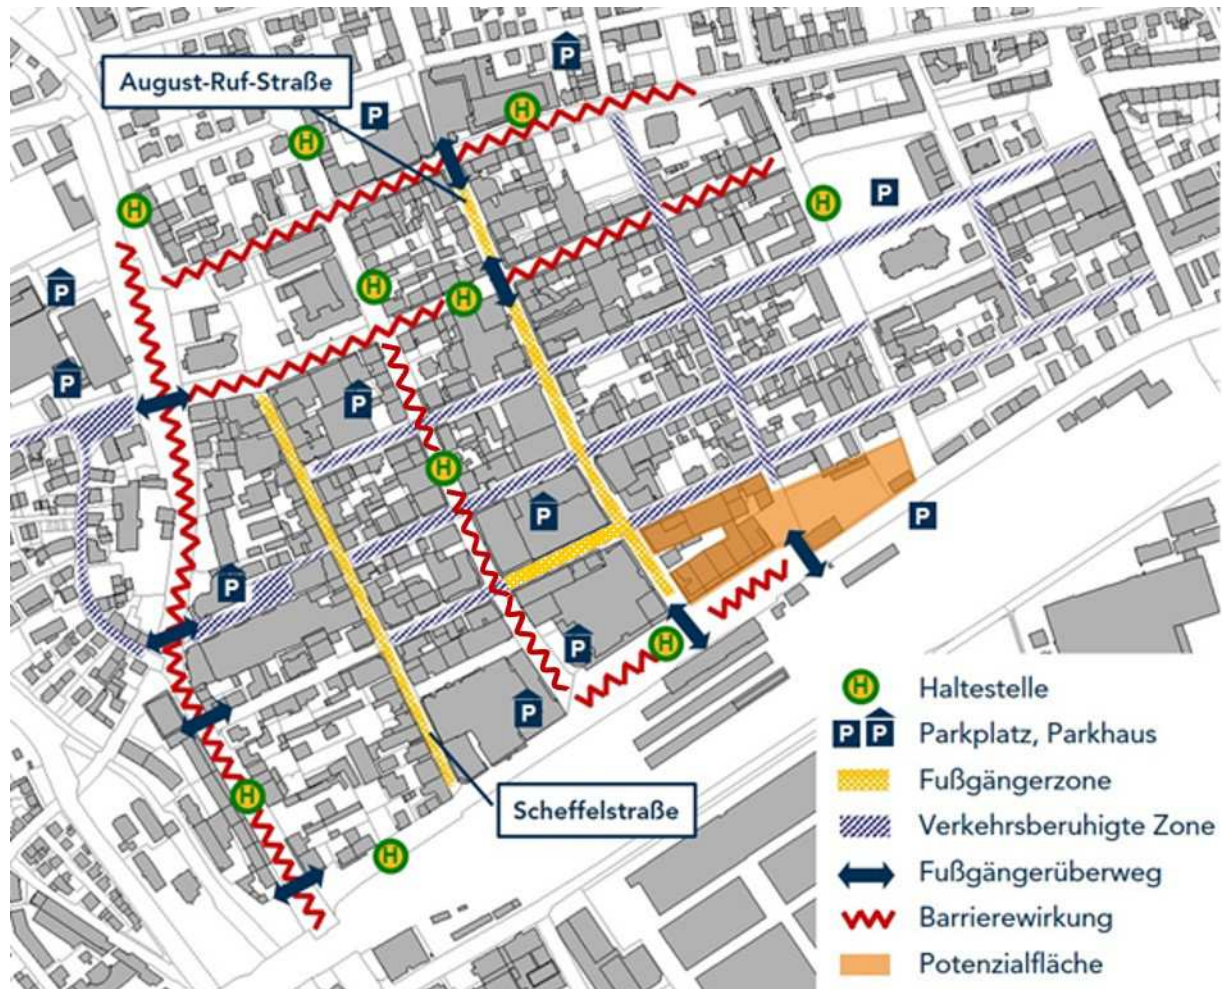 P
August-Ruf-Straße
P
H
H
H
P
H
P
H
H
P
P
H
P
P
P
H
P
P
H
H
Scheffelstraße
H Haltestelle
P P Parkplatz, Parkhaus
Fußgängerzone
Verkehrsberuhigte Zone
Fußgängerüberweg
Barrierewirkung
Potenzialfläche